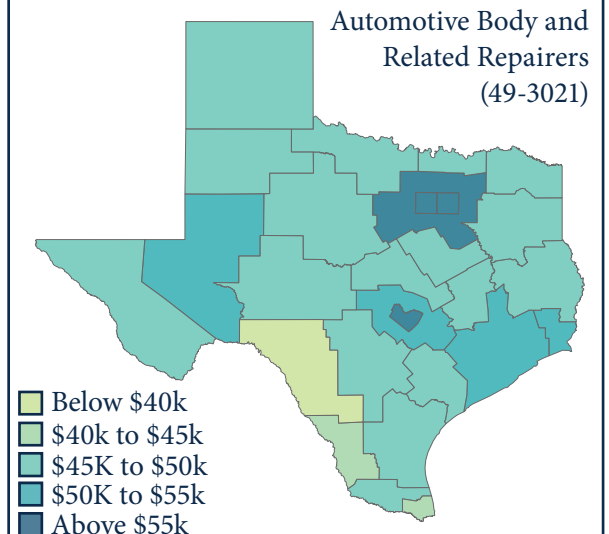 Automotive Body and
Related Repairers
(49-3021)
Below $40k
$40k to $45k
$45K to $50k
$50K to $55k
Above $55k